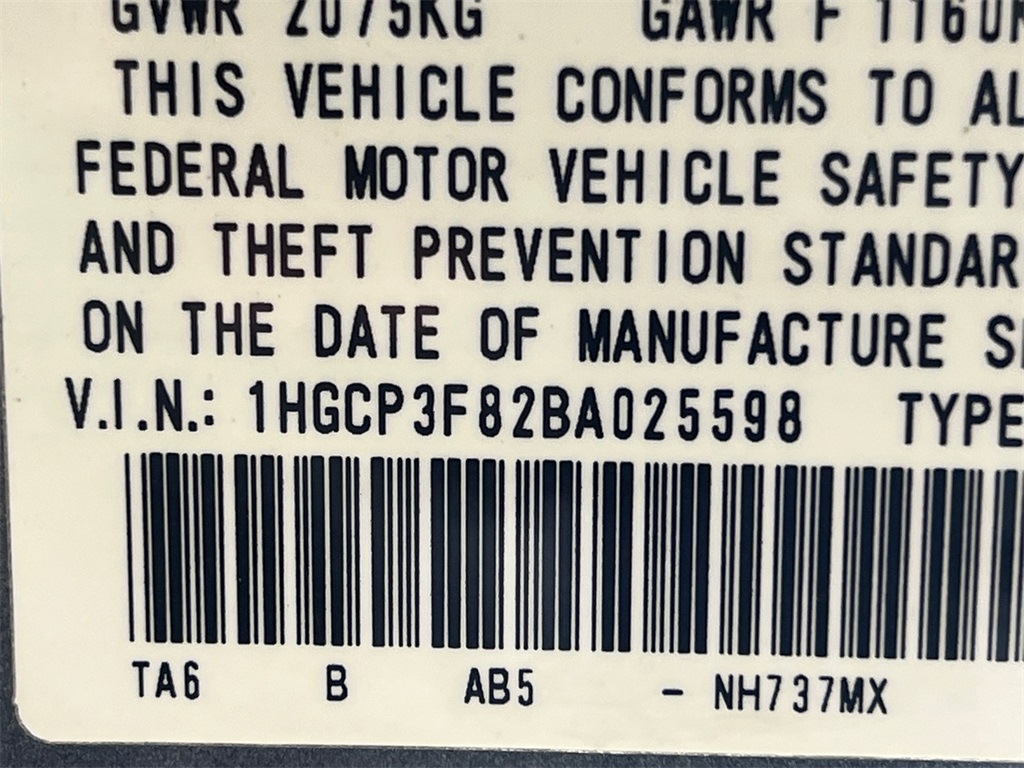 GVWR 2075KG GAWR F 1160K
THIS VEHICLE CONFORMS TO AL
FEDERAL MOTOR VEHICLE SAFETY
AND THEFT PREVENTION STANDAR
ON THE DATE OF MANUFACTURE
V.I.N.: 1HGCP3F82BA025598 TYPE
TA6 B AB5 - NH737MX